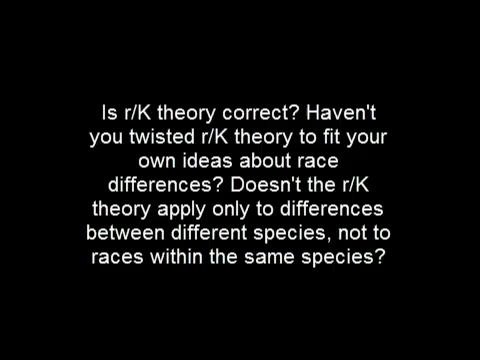 Is r/K theory correct? Haven't
you twisted r/K theory to fit your
own ideas about race
differences? Doesn't the r/K
theory apply only to differences
between different species, not to
races within the same species?